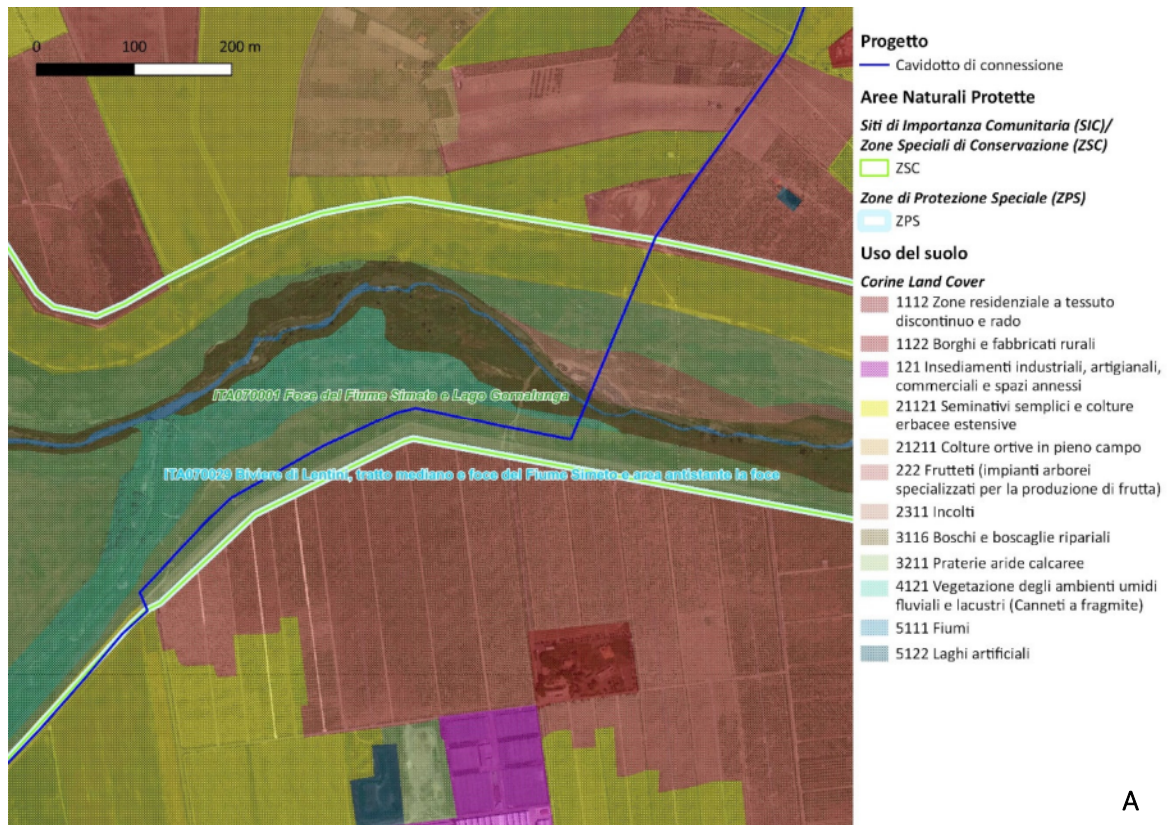 0 100 200 m
ITA070001 Foce del Fiume Simeto e Lago Gornalunga
ITA070029 Biviere di Lentini, tratto mediano e foce del Fiume Simeto e area antistante la foce
Progetto
Cavidotto di connessione
Aree Naturali Protette
Siti di Importanza Comunitaria (SIC)/
Zone Speciali di Conservazione (ZSC)
ZSC
Zone di Protezione Speciale (ZPS)
ZPS
Uso del suolo
Corine Land Cover
1112 Zone residenziale a tessuto
discontinuo e rado
1122 Borghi e fabbricati rurali
121 Insediamenti industriali, artigianali,
commerciali e spazi annessi
21121 Seminativi semplici e colture
erbacee estensive
21211 Colture ortive in pieno campo
222 Frutteti (impianti arborei
specializzati per la produzione di frutta)
2311 Incolti
3116 Boschi e boscaglie ripariali
3211 Praterie aride calcaree
4121 Vegetazione degli ambienti umidi
fluviali e lacustri (Canneti a fragmite)
5111 Fiumi
5122 Laghi artificiali
A